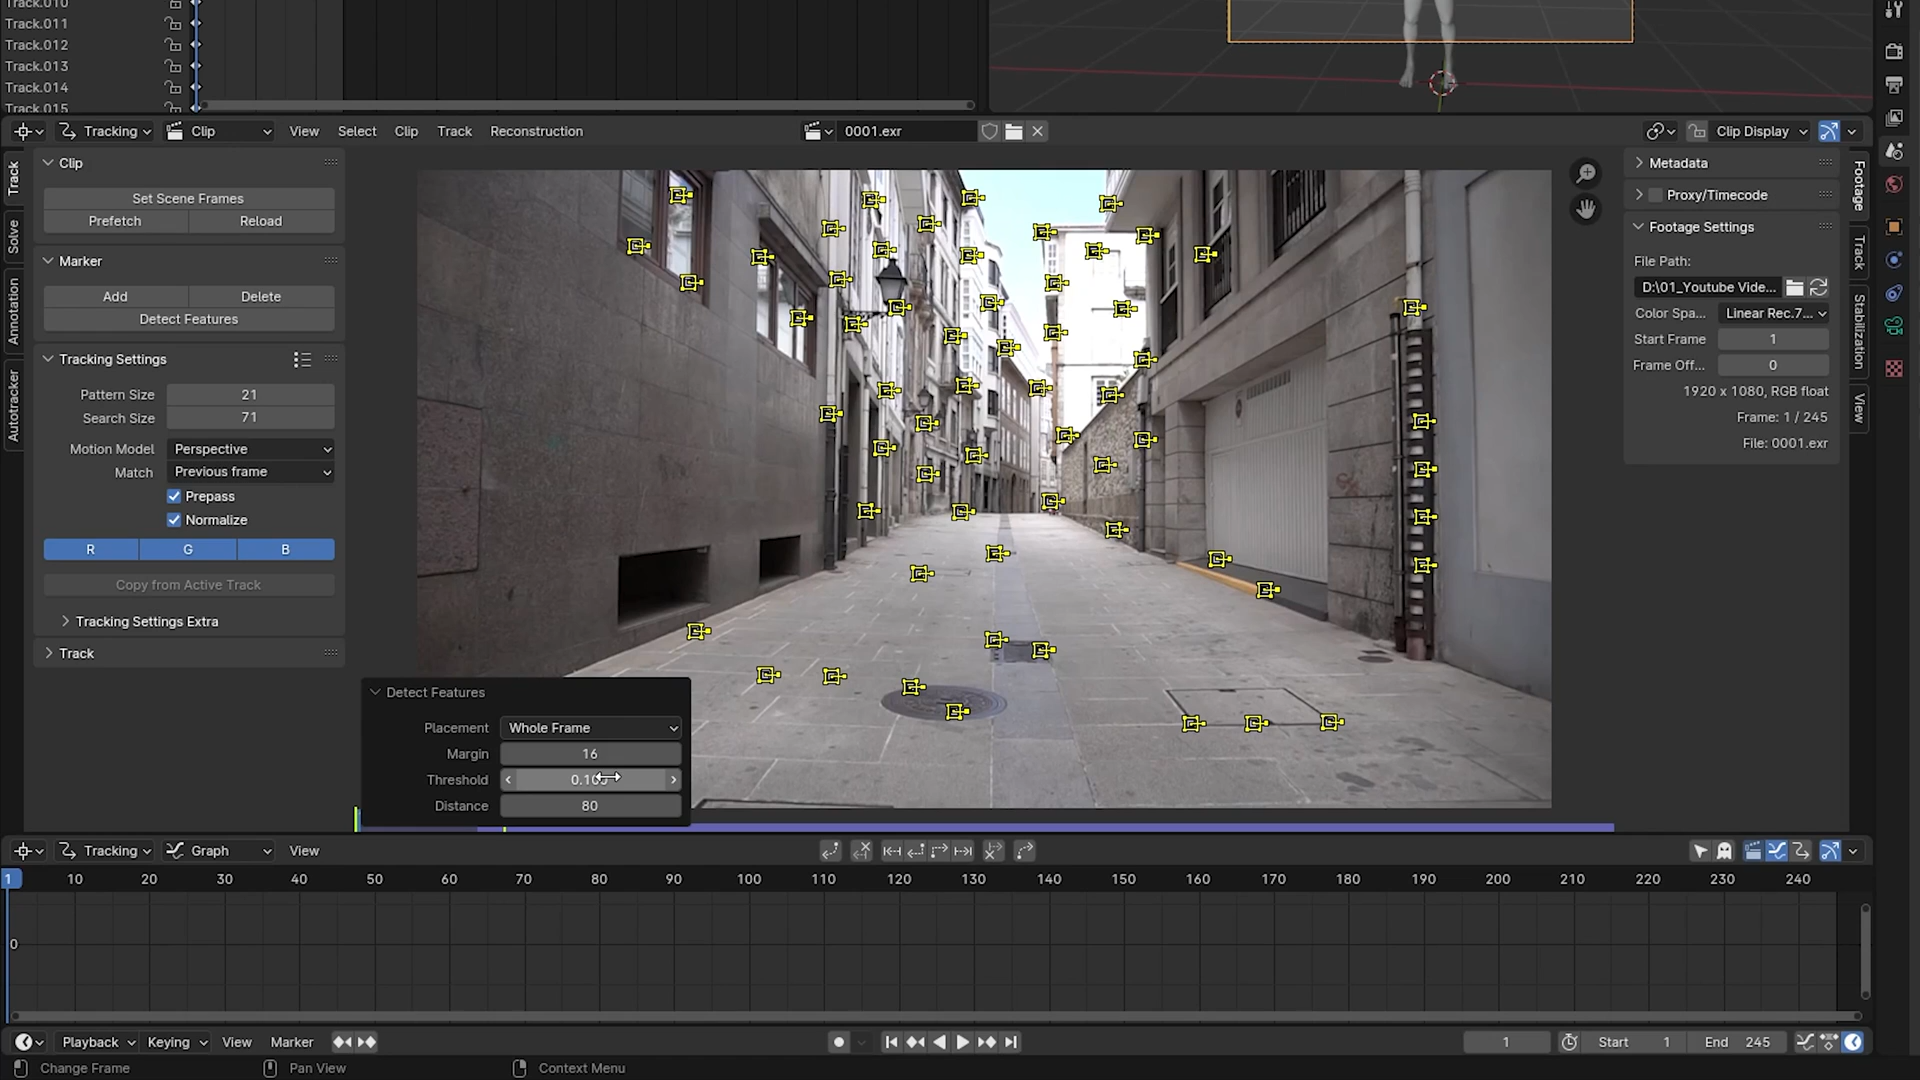 Track.010
Track.011
Track.012
Track.013
Track.014
Track.015
Tracking
Clip
View
Select
Clip
Track
Reconstruction
0001.exr
Clip Display
Track
Solve
Annotation
Autotracker
Clip
Set Scene Frames
Prefetch
Reload
Marker
Add
Delete
Detect Features
Tracking Settings
Pattern Size
21
Search Size
71
Motion Model
Perspective
Match
Previous frame
Prepass
Normalize
R
G
B
Copy from Active Track
Tracking Settings Extra
Track
Detect Features
Placement
Whole Frame
Margin
16
Threshold
Distance
80
Metadata
Proxy/Timecode
Footage Settings
File Path:
D:\01_Youtube Vide...
Color Spa...
Linear Rec.7...
Start Frame
1
Frame Off...
0
1920 x 1080, RGB float
Frame: 1 / 245
File: 0001.exr
Footage
Track
Stabilization
View
Tracking
Graph
View
1 10 20 30 40 50 60 70 80 90 100 110 120 130 140 150 160 170 180 190 200 210 220 230 240
0
Playback
Keying
View
Marker
1
Start 1
End 245
Change Frame
Pan View
Context Menu